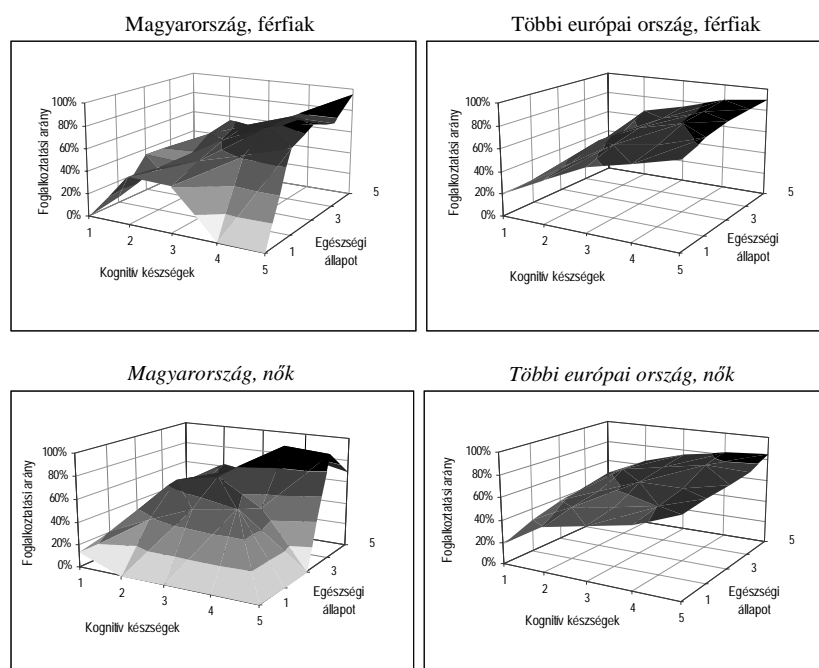 Magyarország, férfiak
Foglalkoztatási arány
100%
80%
60%
40%
20%
0%
1
2
3
4
5
Kognitív készségek
1
3
5
Egészségi
állapot
Többi európai ország, férfiak
Foglalkoztatási arány
100%
80%
60%
40%
20%
0%
1
2
3
4
5
Kognitív készségek
1
3
5
Egészségi
állapot
Magyarország, nők
Foglalkoztatási arány
100%
80%
60%
40%
20%
0%
1
2
3
4
5
Kognitív készségek
1
3
5
Egészségi
állapot
Többi európai ország, nők
Foglalkoztatási arány
100%
80%
60%
40%
20%
0%
1
2
3
4
5
Kognitív készségek
1
3
5
Egészségi
állapot